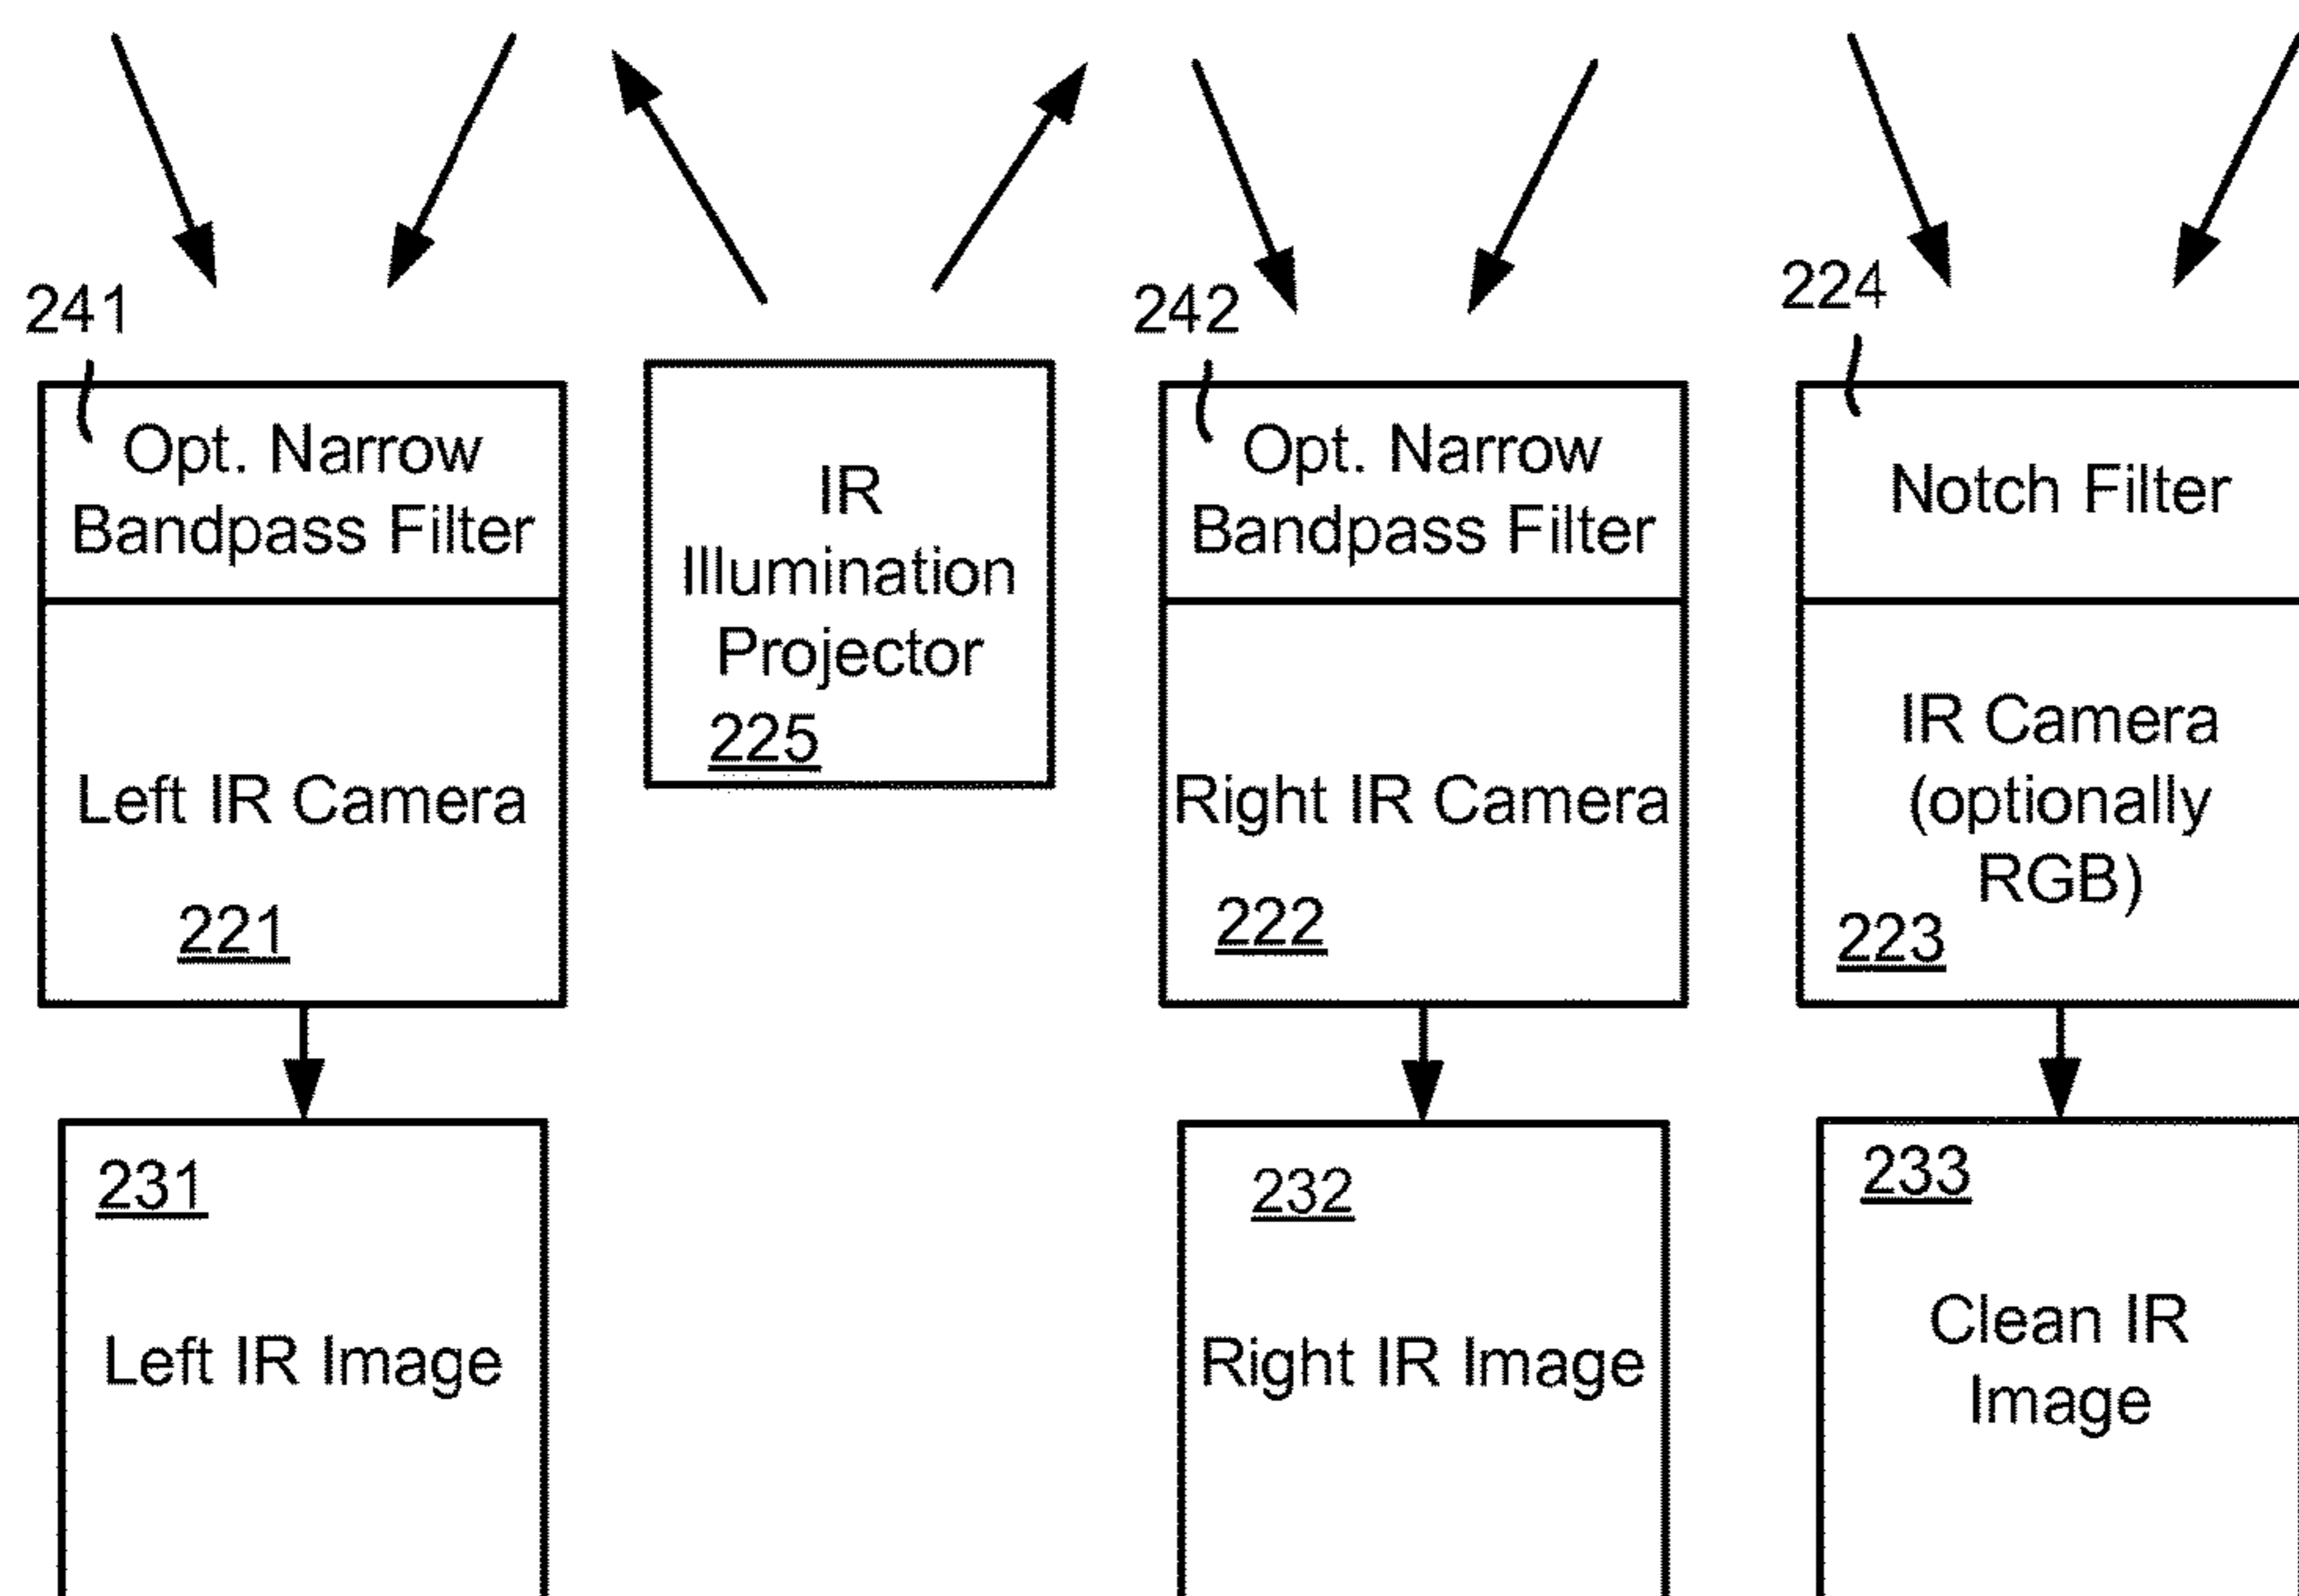 241
Opt. Narrow
Bandpass Filter
Left IR Camera
221
231
Left IR Image
IR
Illumination
Projector
225
242
Opt. Narrow
Bandpass Filter
Right IR Camera
222
232
Right IR Image
224
Notch Filter
IR Camera
(optionally
RGB)
223
233
Clean IR
Image